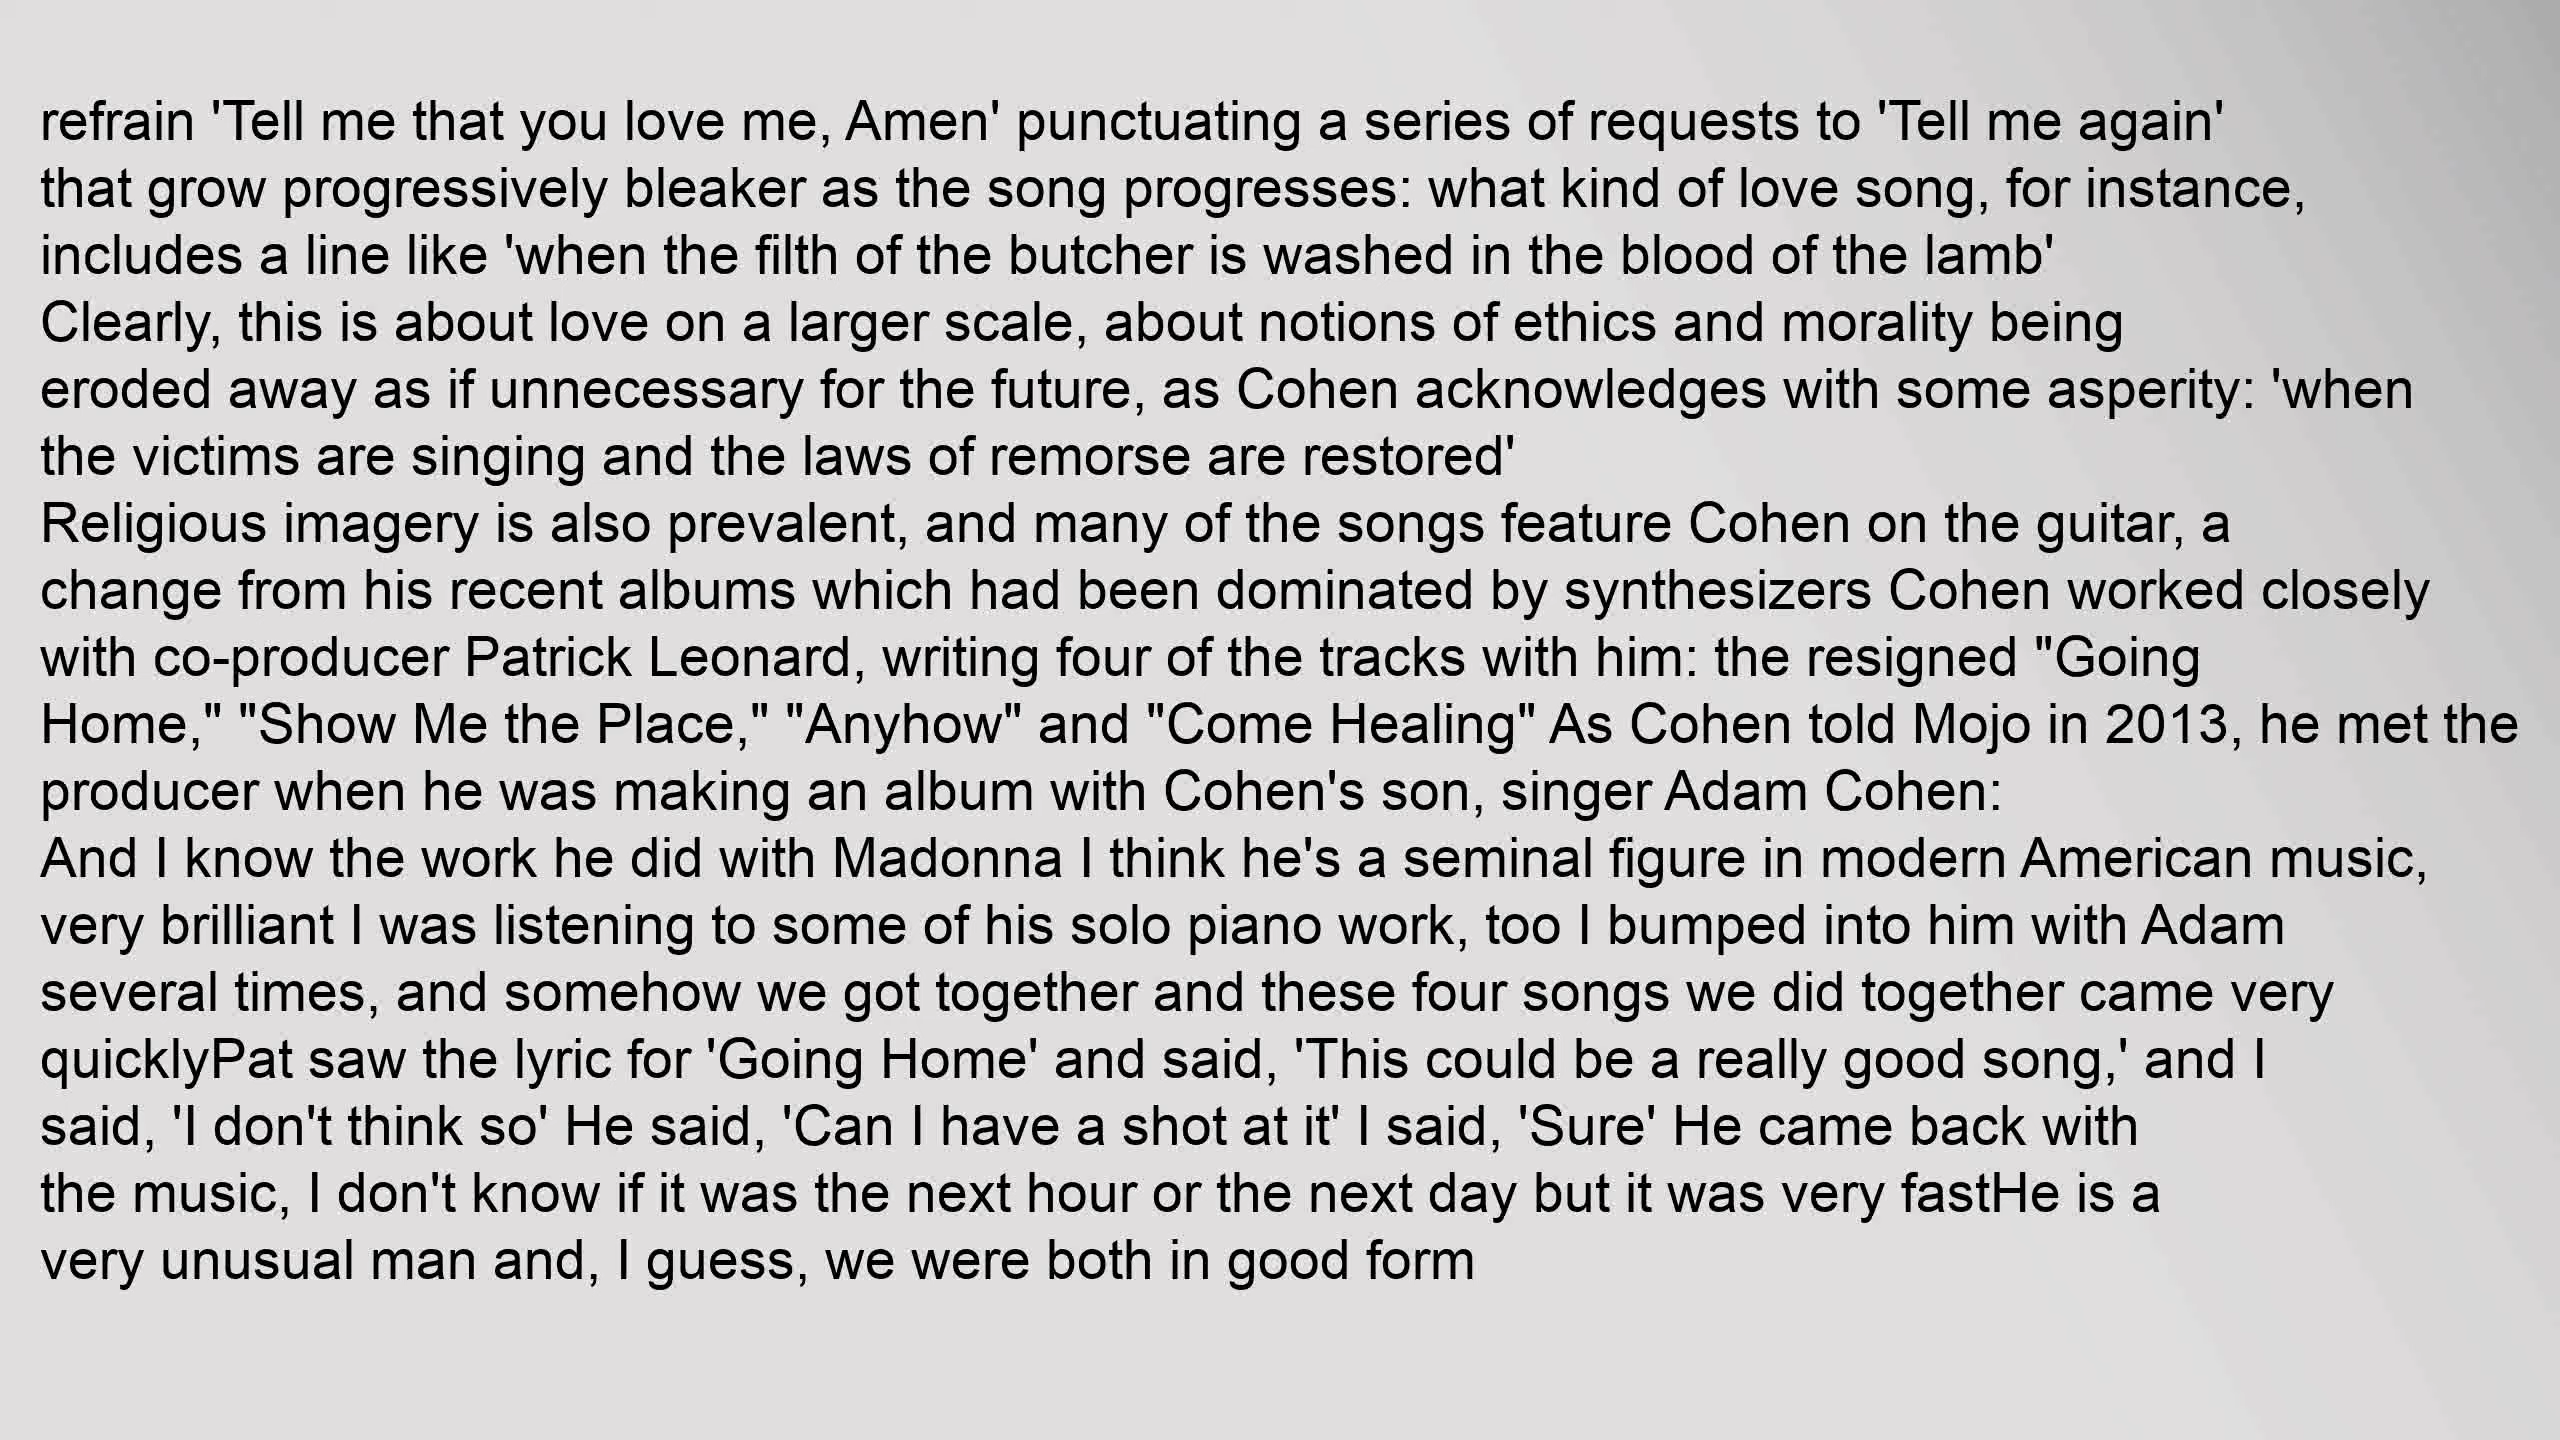 refrain 'Tell me that you love me, Amen' punctuating a series of requests to 'Tell me again'
that grow progressively bleaker as the song progresses: what kind of love song, for instance,
includes a line like 'when the filth of the butcher is washed in the blood of the lamb'
Clearly, this is about love on a larger scale, about notions of ethics and morality being
eroded away as if unnecessary for the future, as Cohen acknowledges with some asperity: 'when
the victims are singing and the laws of remorse are restored'
Religious imagery is also prevalent, and many of the songs feature Cohen on the guitar, a
change from his recent albums which had been dominated by synthesizers Cohen worked closely
with co-producer Patrick Leonard, writing four of the tracks with him: the resigned "Going
Home," "Show Me the Place," "Anyhow" and "Come Healing" As Cohen told Mojo in 2013, he met the
producer when he was making an album with Cohen's son, singer Adam Cohen:
And I know the work he did with Madonna I think he's a seminal figure in modern American music,
very brilliant I was listening to some of his solo piano work, too I bumped into him with Adam
several times, and somehow we got together and these four songs we did together came very
quicklyPat saw the lyric for 'Going Home' and said, 'This could be a really good song,' and I
said, 'I don't think so' He said, 'Can I have a shot at it' I said, 'Sure' He came back with
the music, I don't know if it was the next hour or the next day but it was very fastHe is a
very unusual man and, I guess, we were both in good form